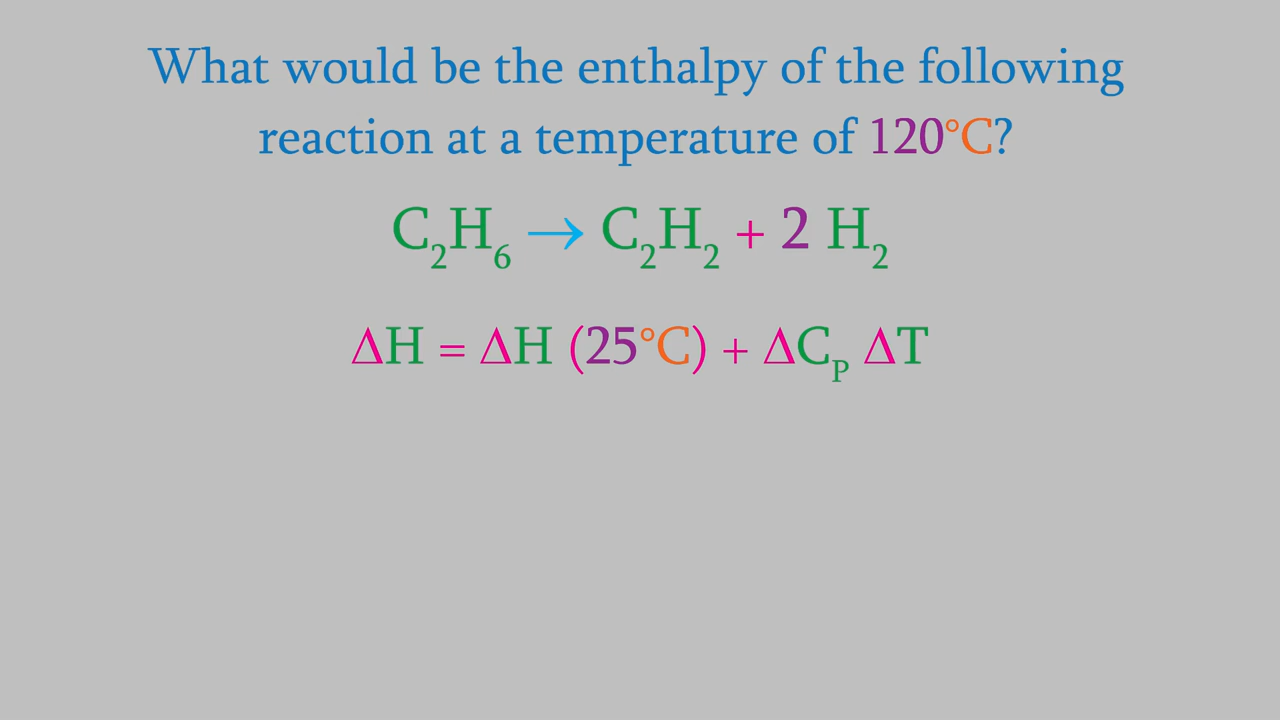 What would be the enthalpy of the following
reaction at a temperature of 120°C?
C₂H₆ → C₂H₂ + 2 H₂
ΔH = ΔH (25°C) + ΔC_P ΔT